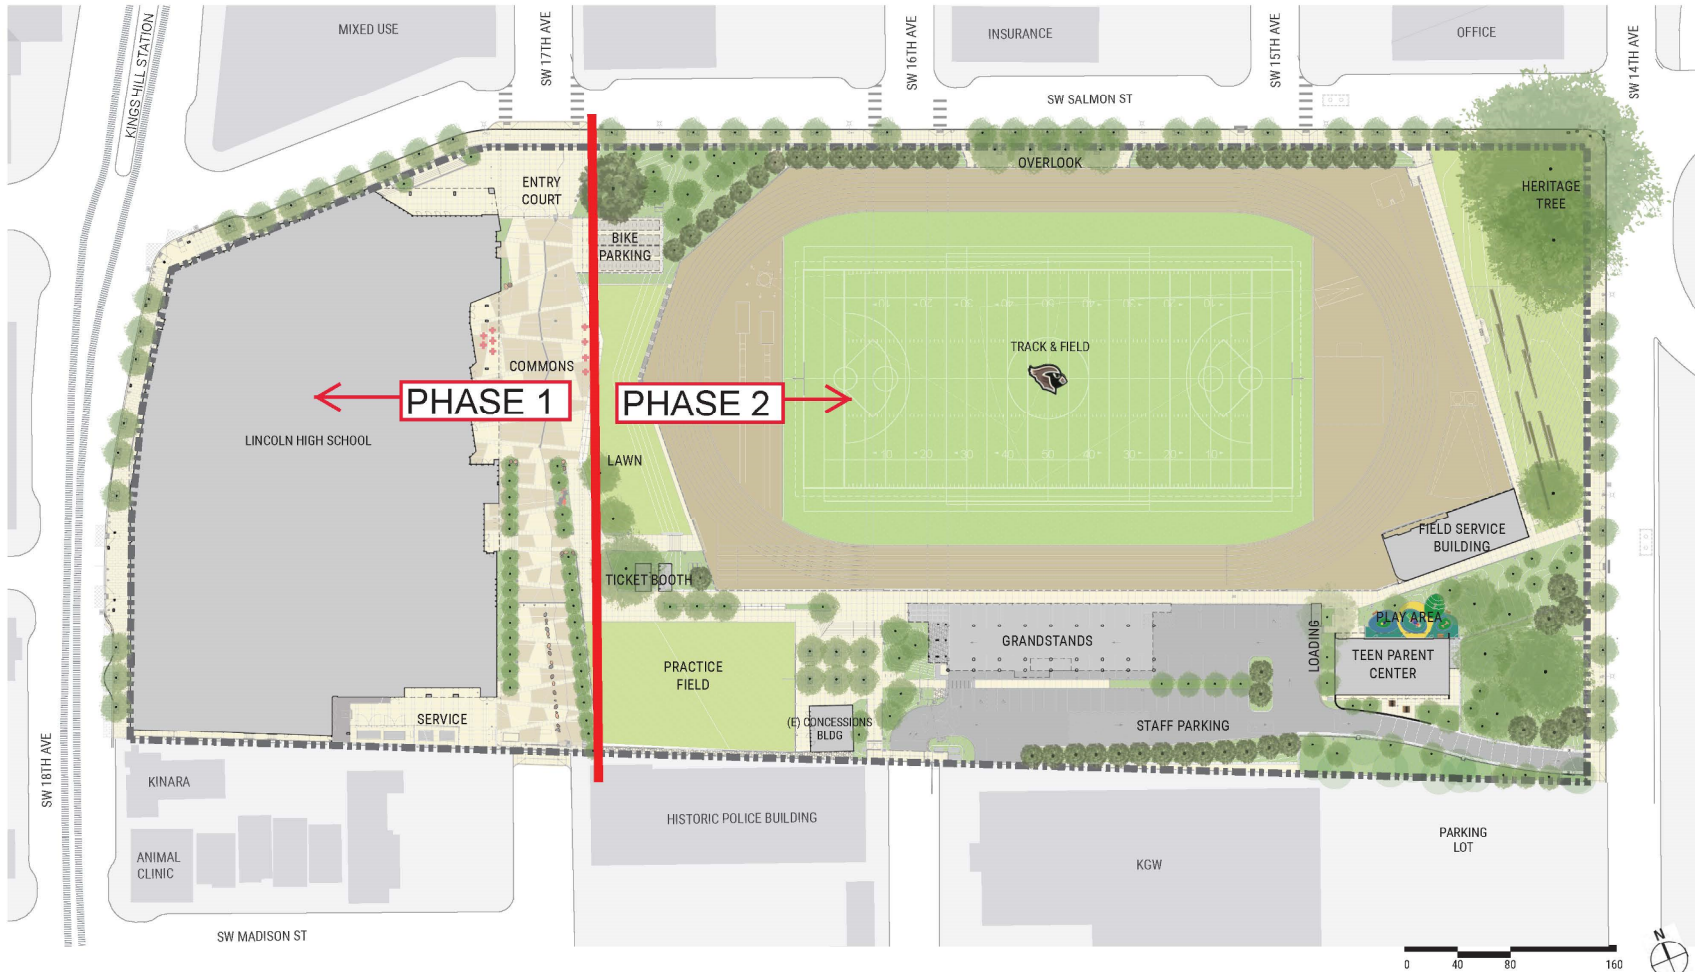 MIXED USE
KINGS HILL STATION
SW 17TH AVE
SW 16TH AVE
INSURANCE
SW 15TH AVE
OFFICE
SW 14TH AVE
SW SALMON ST
OVERLOOK
ENTRY
COURT
HERITAGE
TREE
BIKE
PARKING
TRACK & FIELD
COMMONS
PHASE 1
PHASE 2
LINCOLN HIGH SCHOOL
LAWN
FIELD SERVICE
BUILDING
TICKET BOOTH
PLAY AREA
GRANDSTANDS
LOADING
TEEN PARENT
CENTER
PRACTICE
FIELD
SERVICE
(E) CONCESSIONS
BLDG
STAFF PARKING
SW 18TH AVE
KINARA
HISTORIC POLICE BUILDING
PARKING
LOT
ANIMAL
CLINIC
KGW
SW MADISON ST
N
0 40 80 160